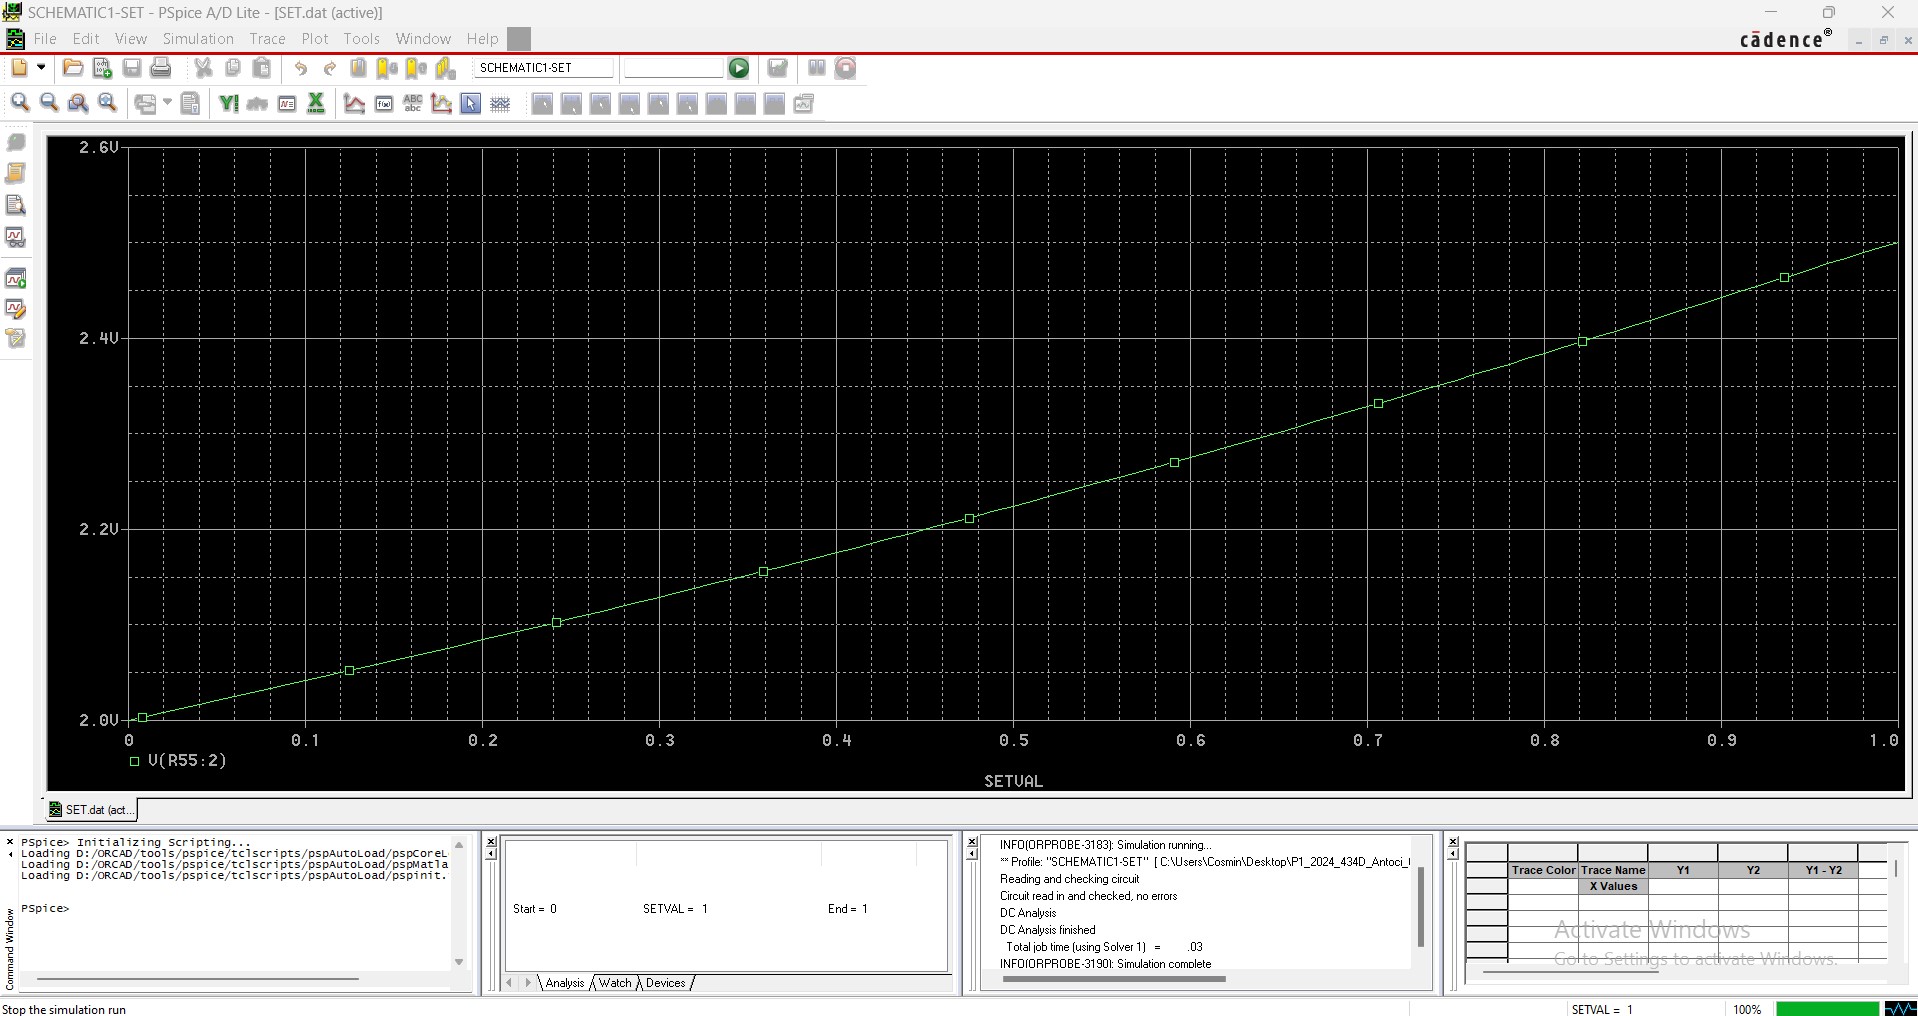 SCHEMATIC1-SET - PSpice A/D Lite - [SET.dat (active)]
File Edit View Simulation Trace Plot Tools Window Help
cādence®
SCHEMATIC1-SET
2.6V
2.4V
2.2V
2.0V
0 0.1 0.2 0.3 0.4 0.5 0.6 0.7 0.8 0.9 1.0
V(R55:2)
SETVAL
SET.dat (act...
Command Window
PSpice> Initializing Scripting...
Loading D:/ORCAD/tools/pspice/tclscripts/pspAutoLoad/pspCoreL
Loading D:/ORCAD/tools/pspice/tclscripts/pspAutoLoad/pspMatla
Loading D:/ORCAD/tools/pspice/tclscripts/pspAutoLoad/pspinit.
PSpice>
Start = 0 SETVAL = 1 End = 1
Analysis Watch Devices
INFO(ORPROBE-3183): Simulation running...
** Profile: "SCHEMATIC1-SET" [ C:\Users\Cosmin\Desktop\P1_2024_434D_Antoci_
Reading and checking circuit
Circuit read in and checked, no errors
DC Analysis
DC Analysis finished
Total job time (using Solver 1) = .03
INFO(ORPROBE-3190): Simulation complete
Trace Color Trace Name Y1 Y2 Y1 - Y2
X Values
Activate Windows
Go to Settings to activate Windows.
Stop the simulation run
SETVAL = 1 100%